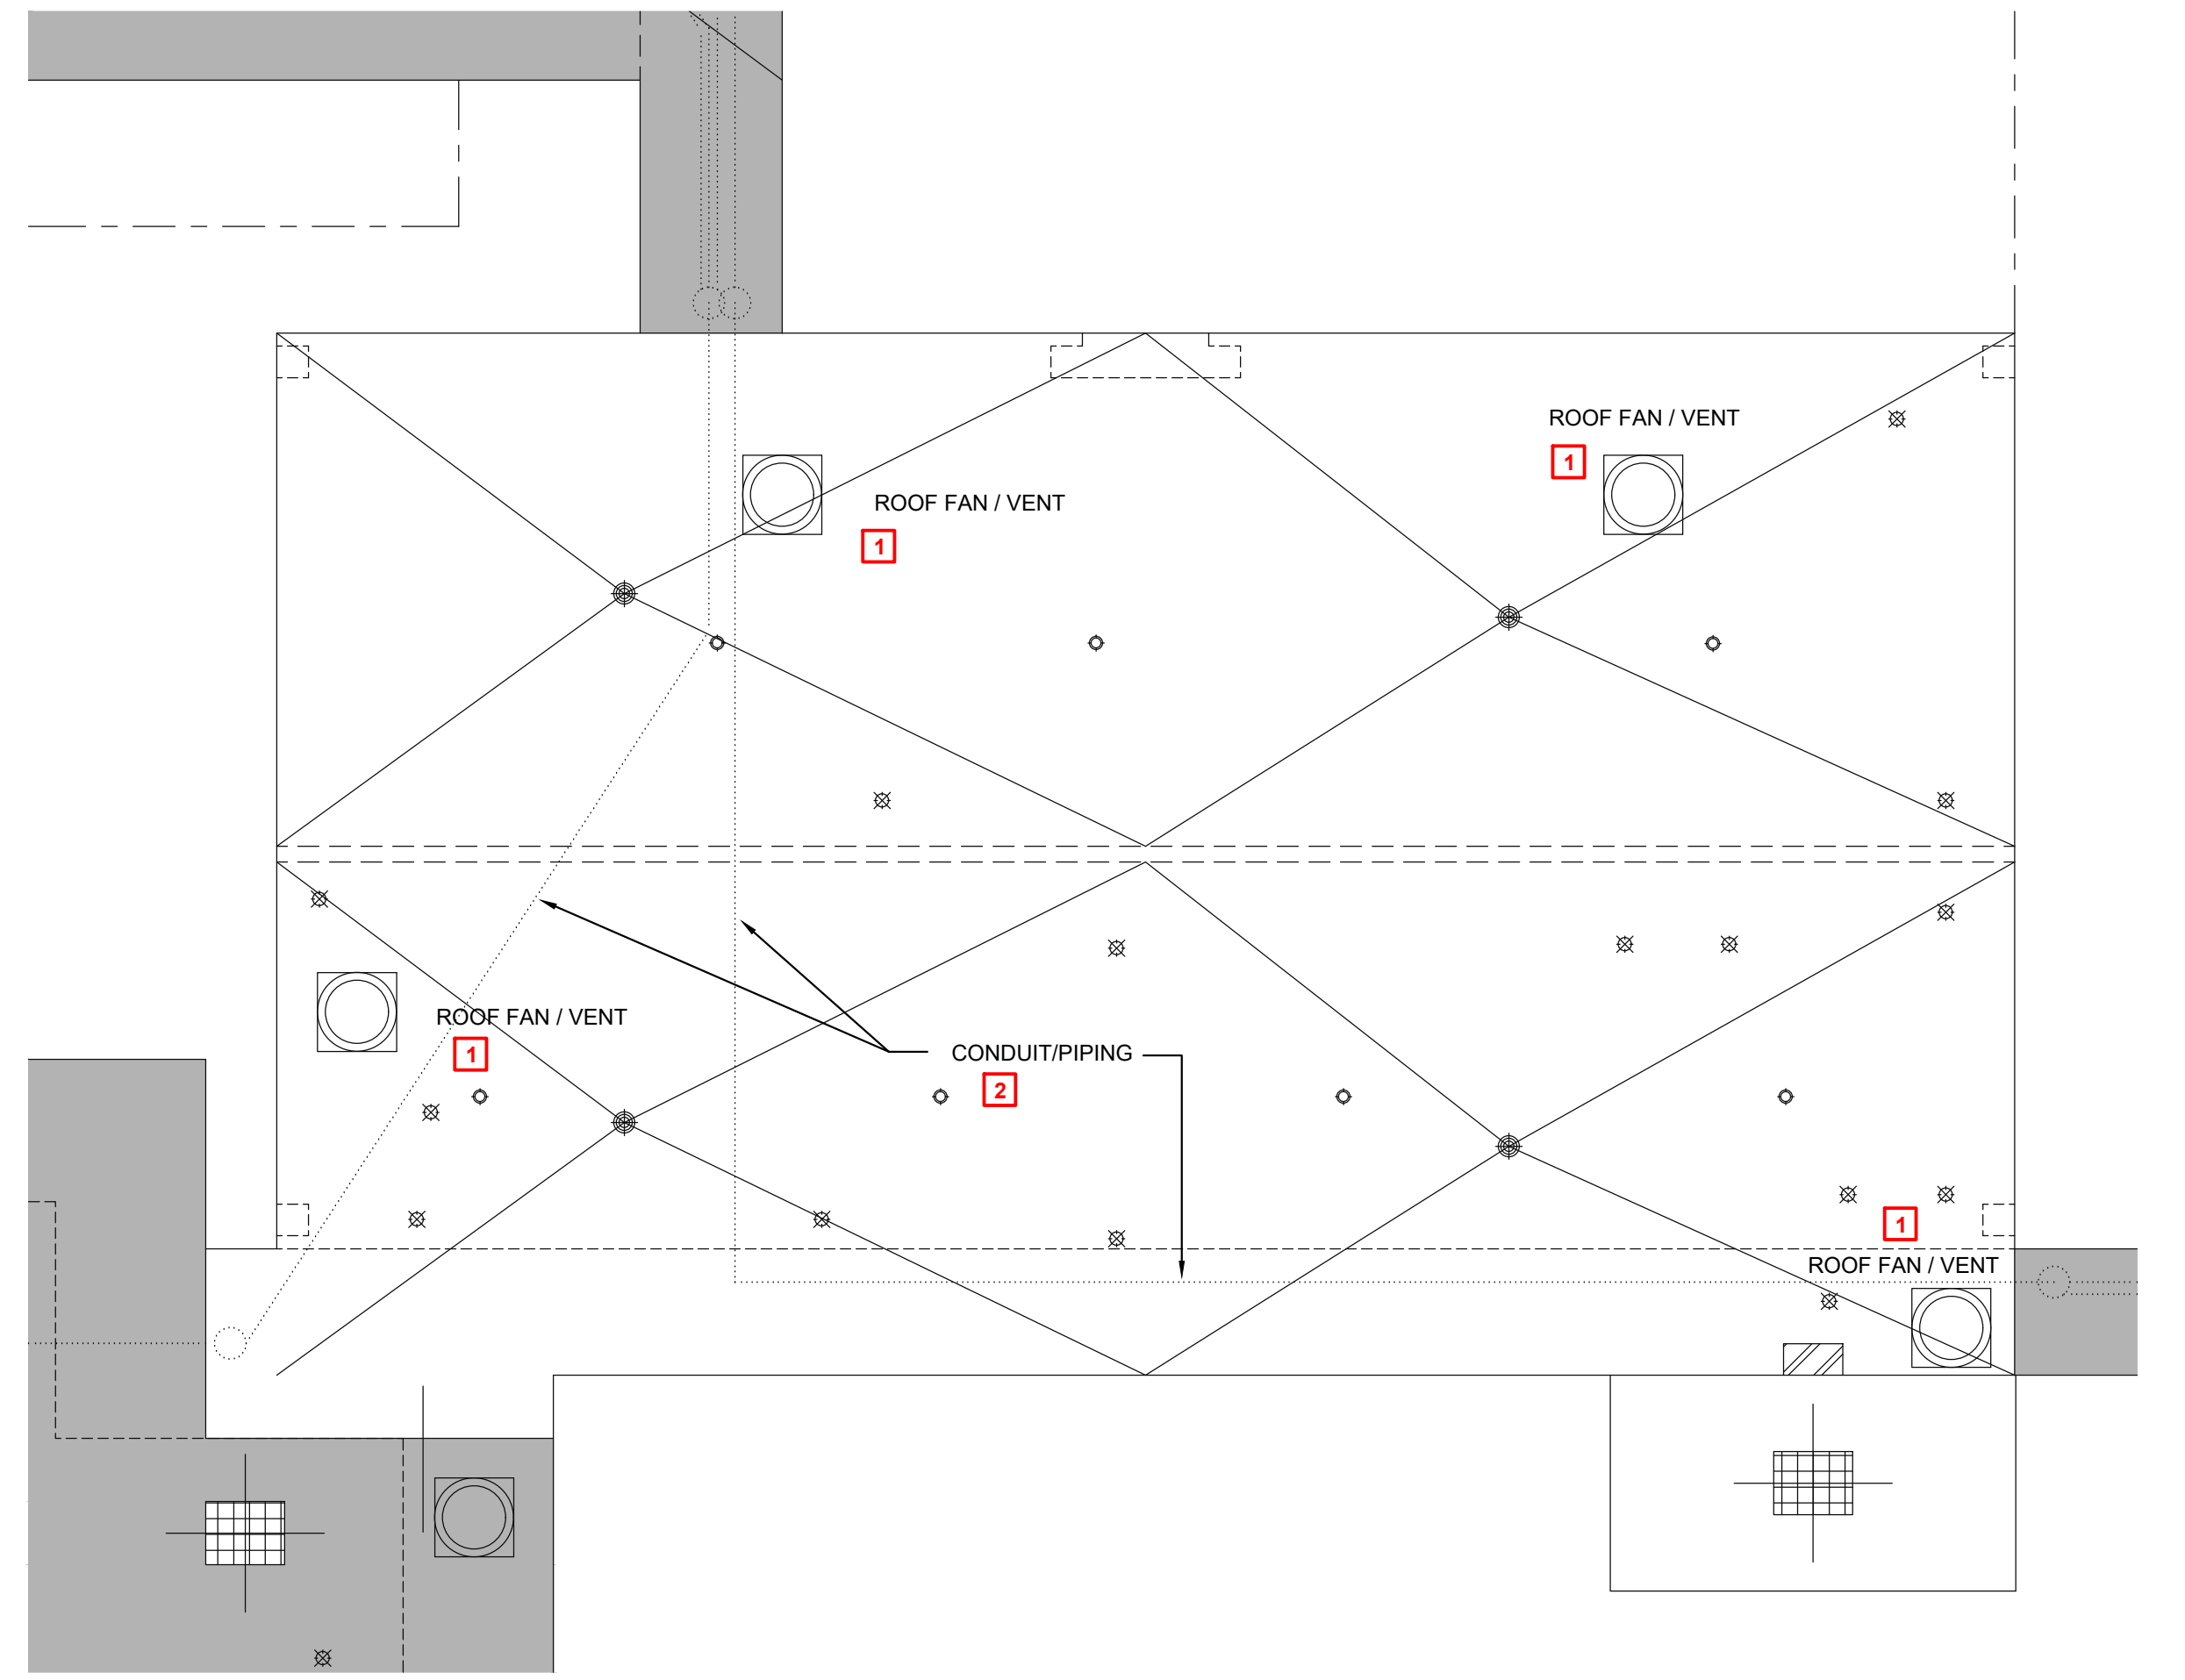 ROOF FAN / VENT
1
ROOF FAN / VENT
1
ROOF FAN / VENT
1
CONDUIT/PIPING
2
1
ROOF FAN / VENT